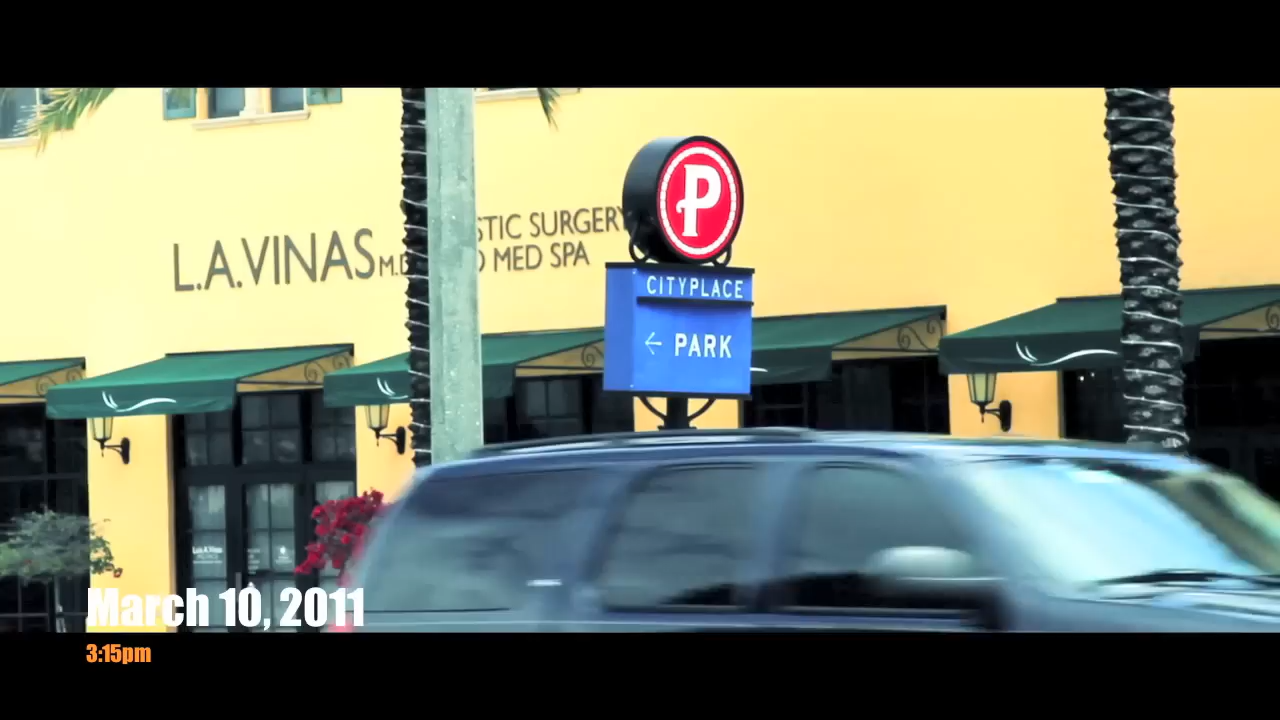 L.A.VINAS M.D.
STIC SURGERY
MED SPA
P
CITYPLACE
← PARK
March 10, 2011
3:15pm